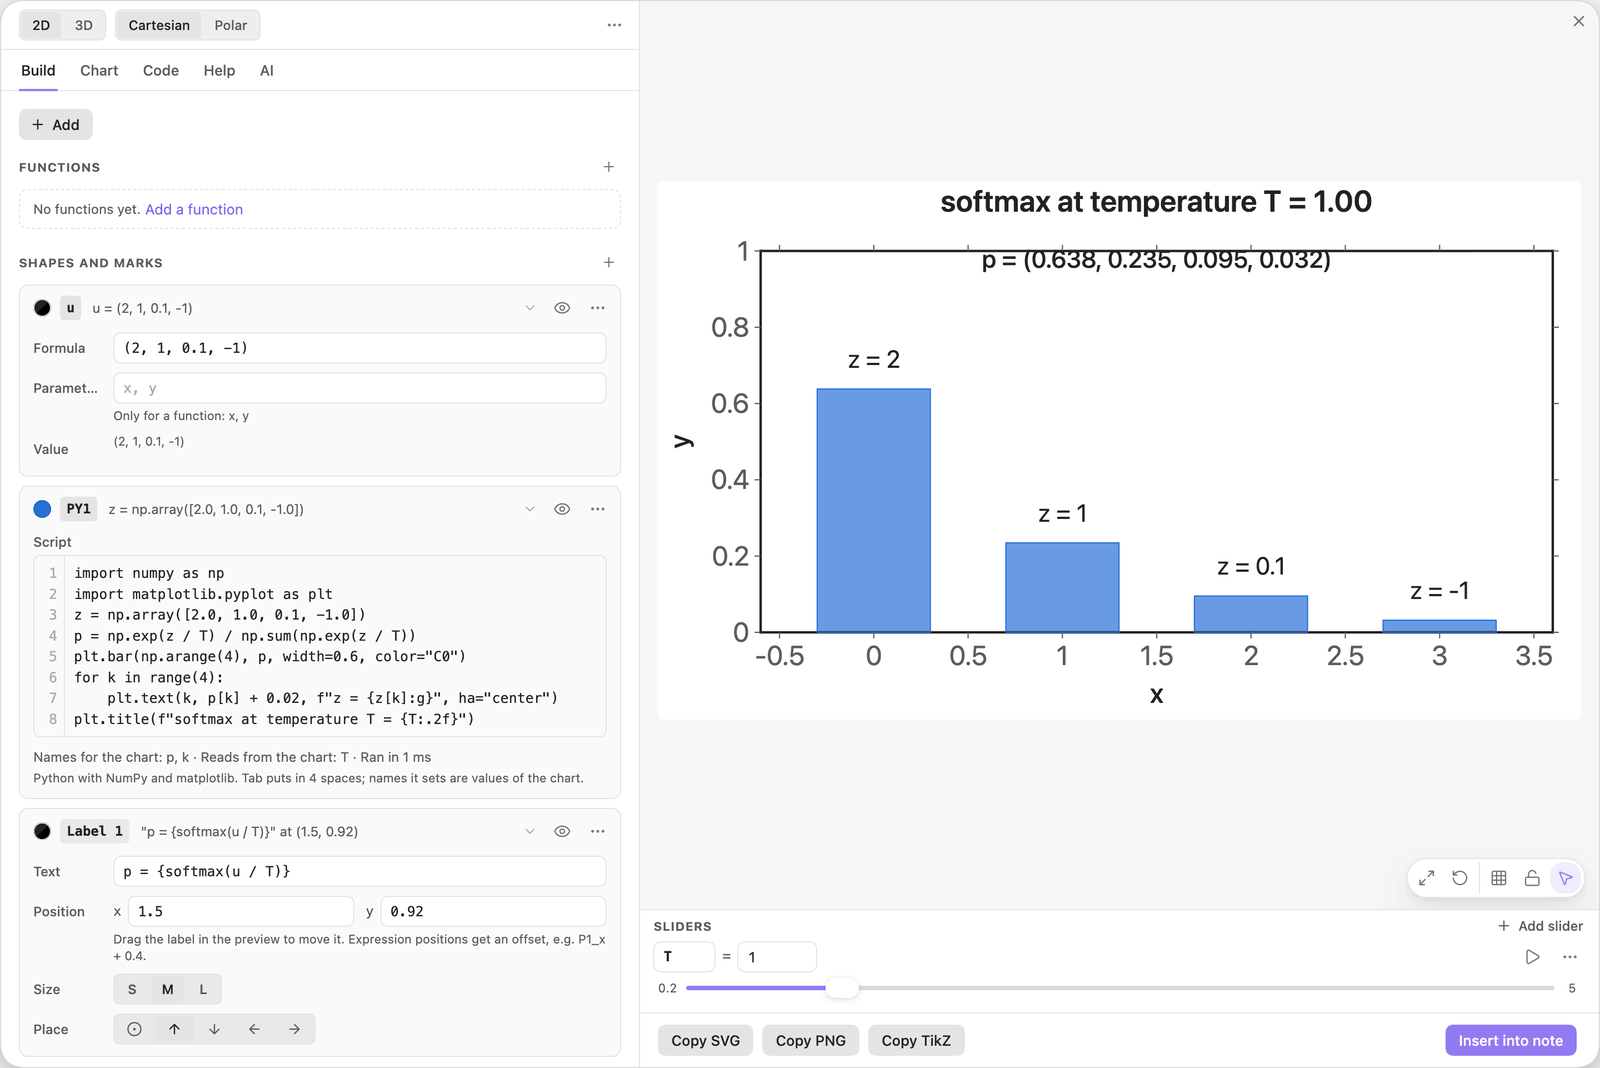 2D 3D Cartesian Polar
Build Chart Code Help AI
+ Add
FUNCTIONS
No functions yet. Add a function
SHAPES AND MARKS
u u = (2, 1, 0.1, -1)
Formula (2, 1, 0.1, −1)
Paramet... x, y
Only for a function: x, y
Value (2, 1, 0.1, -1)
PY1 z = np.array([2.0, 1.0, 0.1, -1.0])
Script
1 import numpy as np
2 import matplotlib.pyplot as plt
3 z = np.array([2.0, 1.0, 0.1, −1.0])
4 p = np.exp(z / T) / np.sum(np.exp(z / T))
5 plt.bar(np.arange(4), p, width=0.6, color="C0")
6 for k in range(4):
7 plt.text(k, p[k] + 0.02, f"z = {z[k]:g}", ha="center")
8 plt.title(f"softmax at temperature T = {T:.2f}")
Names for the chart: p, k · Reads from the chart: T · Ran in 1 ms
Python with NumPy and matplotlib. Tab puts in 4 spaces; names it sets are values of the chart.
Label 1 "p = {softmax(u / T)}" at (1.5, 0.92)
Text p = {softmax(u / T)}
Position x 1.5 y 0.92
Drag the label in the preview to move it. Expression positions get an offset, e.g. P1_x
+ 0.4.
Size S M L
Place
softmax at temperature T = 1.00
p = (0.638, 0.235, 0.095, 0.032)
1
0.8
0.6
0.4
0.2
0
y
z = 2
z = 1
z = 0.1
z = -1
-0.5 0 0.5 1 1.5 2 2.5 3 3.5
x
SLIDERS + Add slider
T = 1
0.2 5
Copy SVG Copy PNG Copy TikZ Insert into note